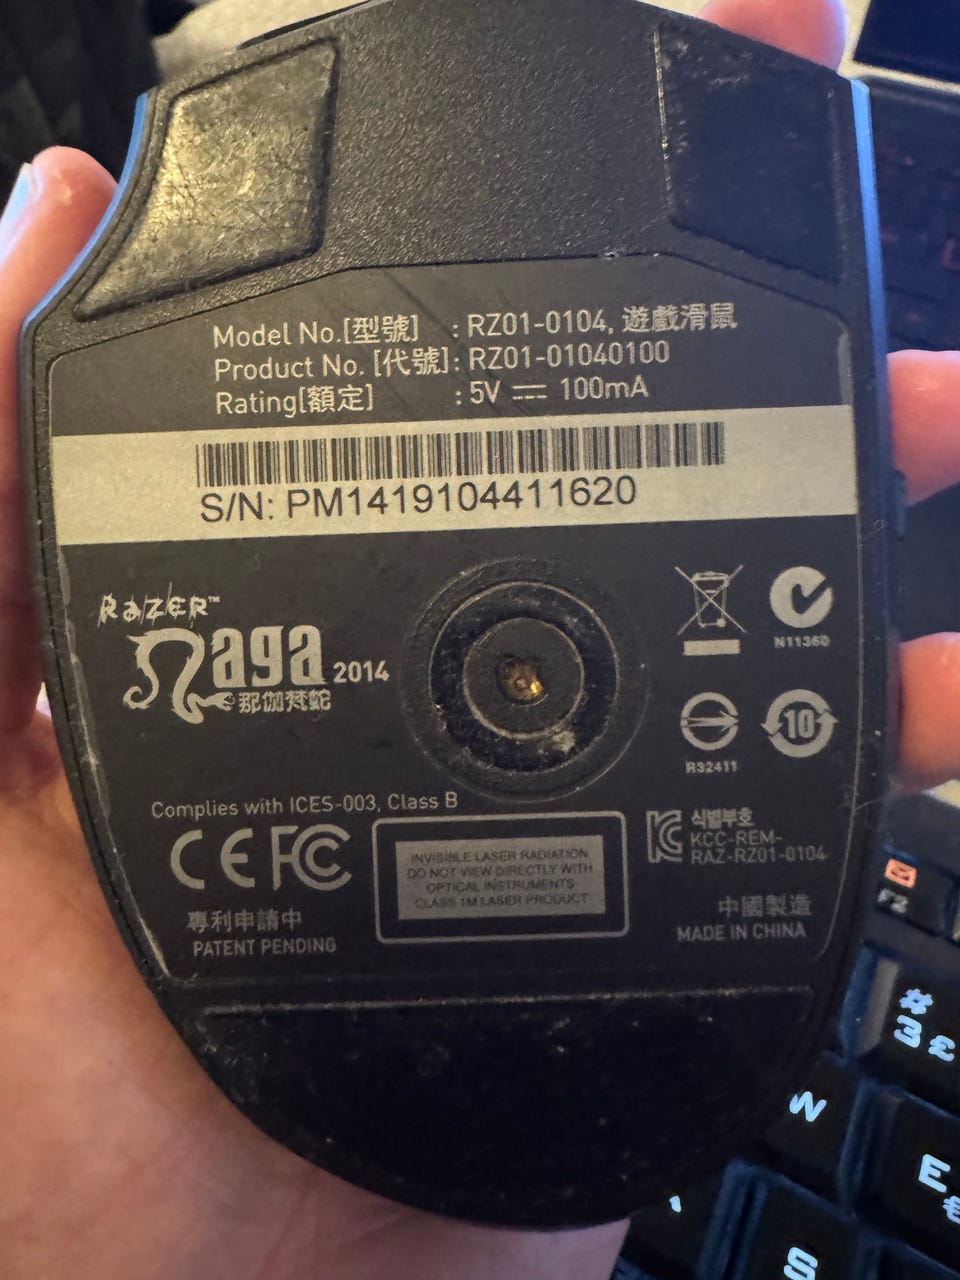 Model No.[型號] : RZ01-0104, 遊戲滑鼠
Product No. [代號]: RZ01-01040100
Rating[額定] : 5V ⎓ 100mA
S/N: PM1419104411620
RAZER™
Naga 2014
那伽梵蛇
N11360
10
R32411
Complies with ICES-003, Class B
CE FC
INVISIBLE LASER RADIATION
DO NOT VIEW DIRECTLY WITH
OPTICAL INSTRUMENTS
CLASS 1M LASER PRODUCT
식별부호
KCC-REM-
RAZ-RZ01-0104
專利申請中
PATENT PENDING
中國製造
MADE IN CHINA
F2
#
3 £
W
E
S